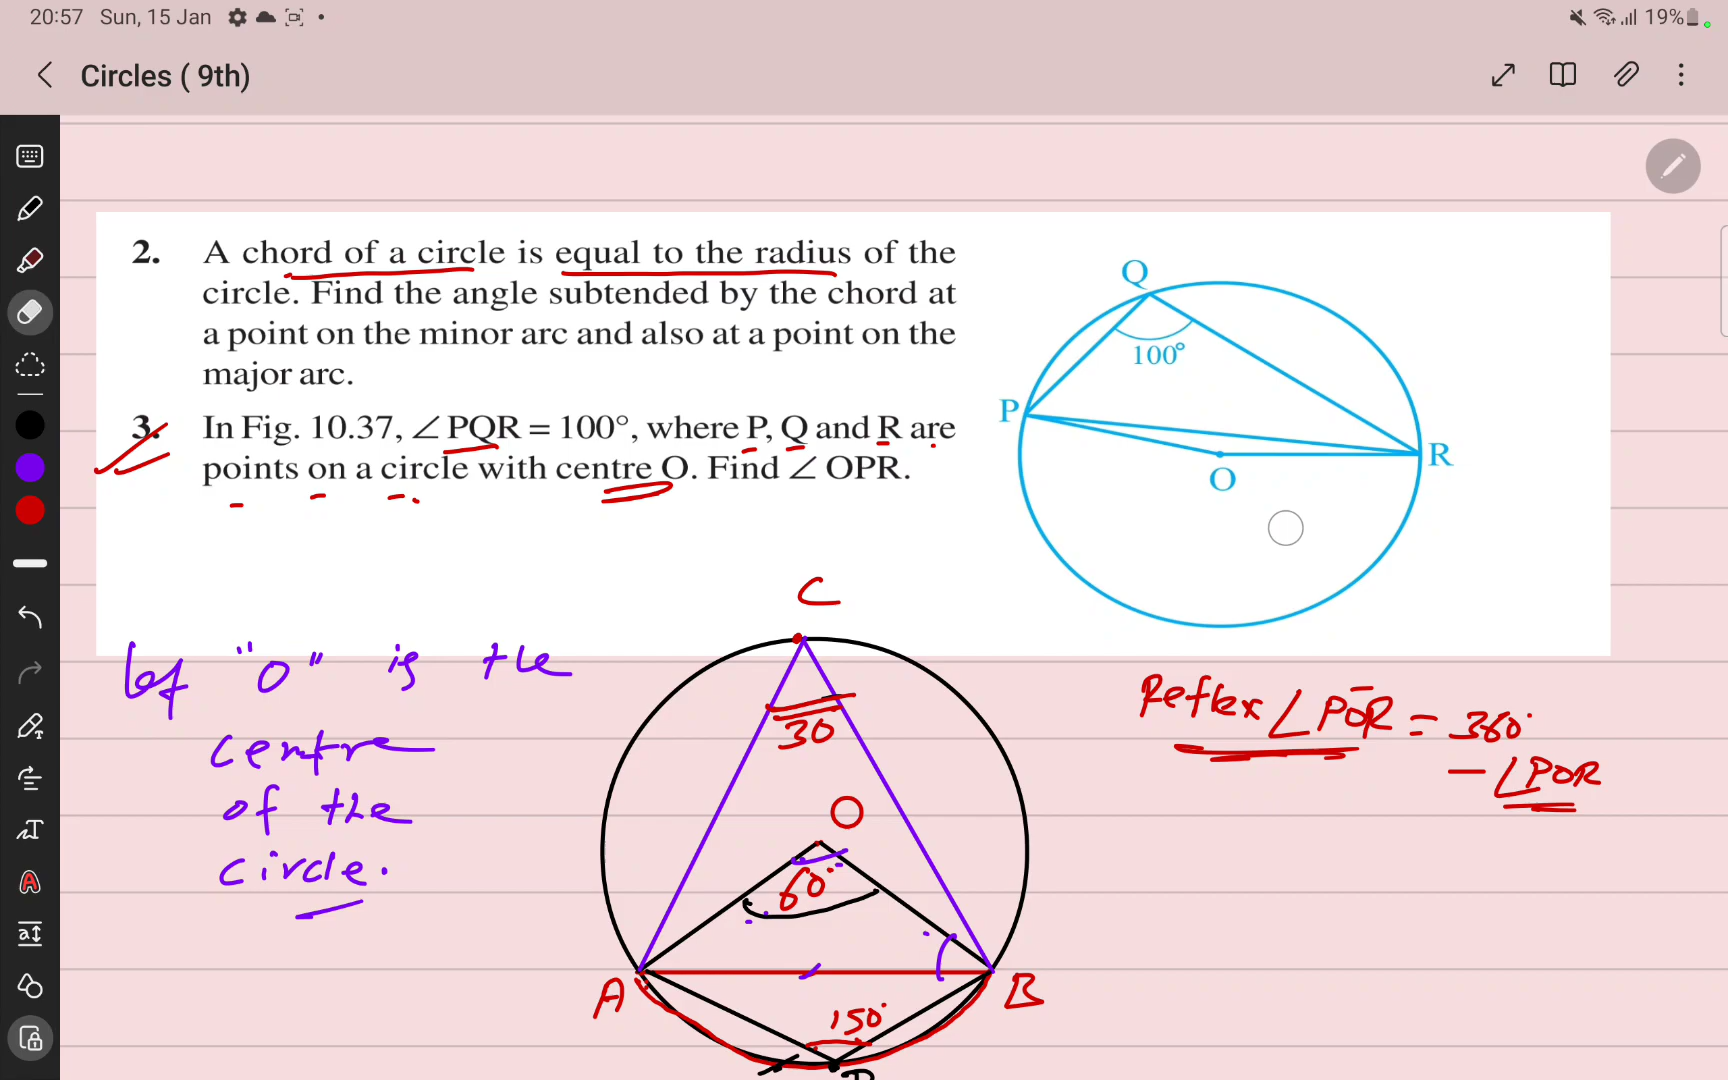 20:57 Sun, 15 Jan
19%
Circles ( 9th)
2. A chord of a circle is equal to the radius of the
circle. Find the angle subtended by the chord at
a point on the minor arc and also at a point on the
major arc.
3. In Fig. 10.37, ∠PQR = 100°, where P, Q and R are
points on a circle with centre O. Find ∠OPR.
Q
100°
P
R
O
let "O" is the
centre
of the
circle.
C
30
O
60°
A
B
150°
Reflex ∠POR = 360°
- ∠POR